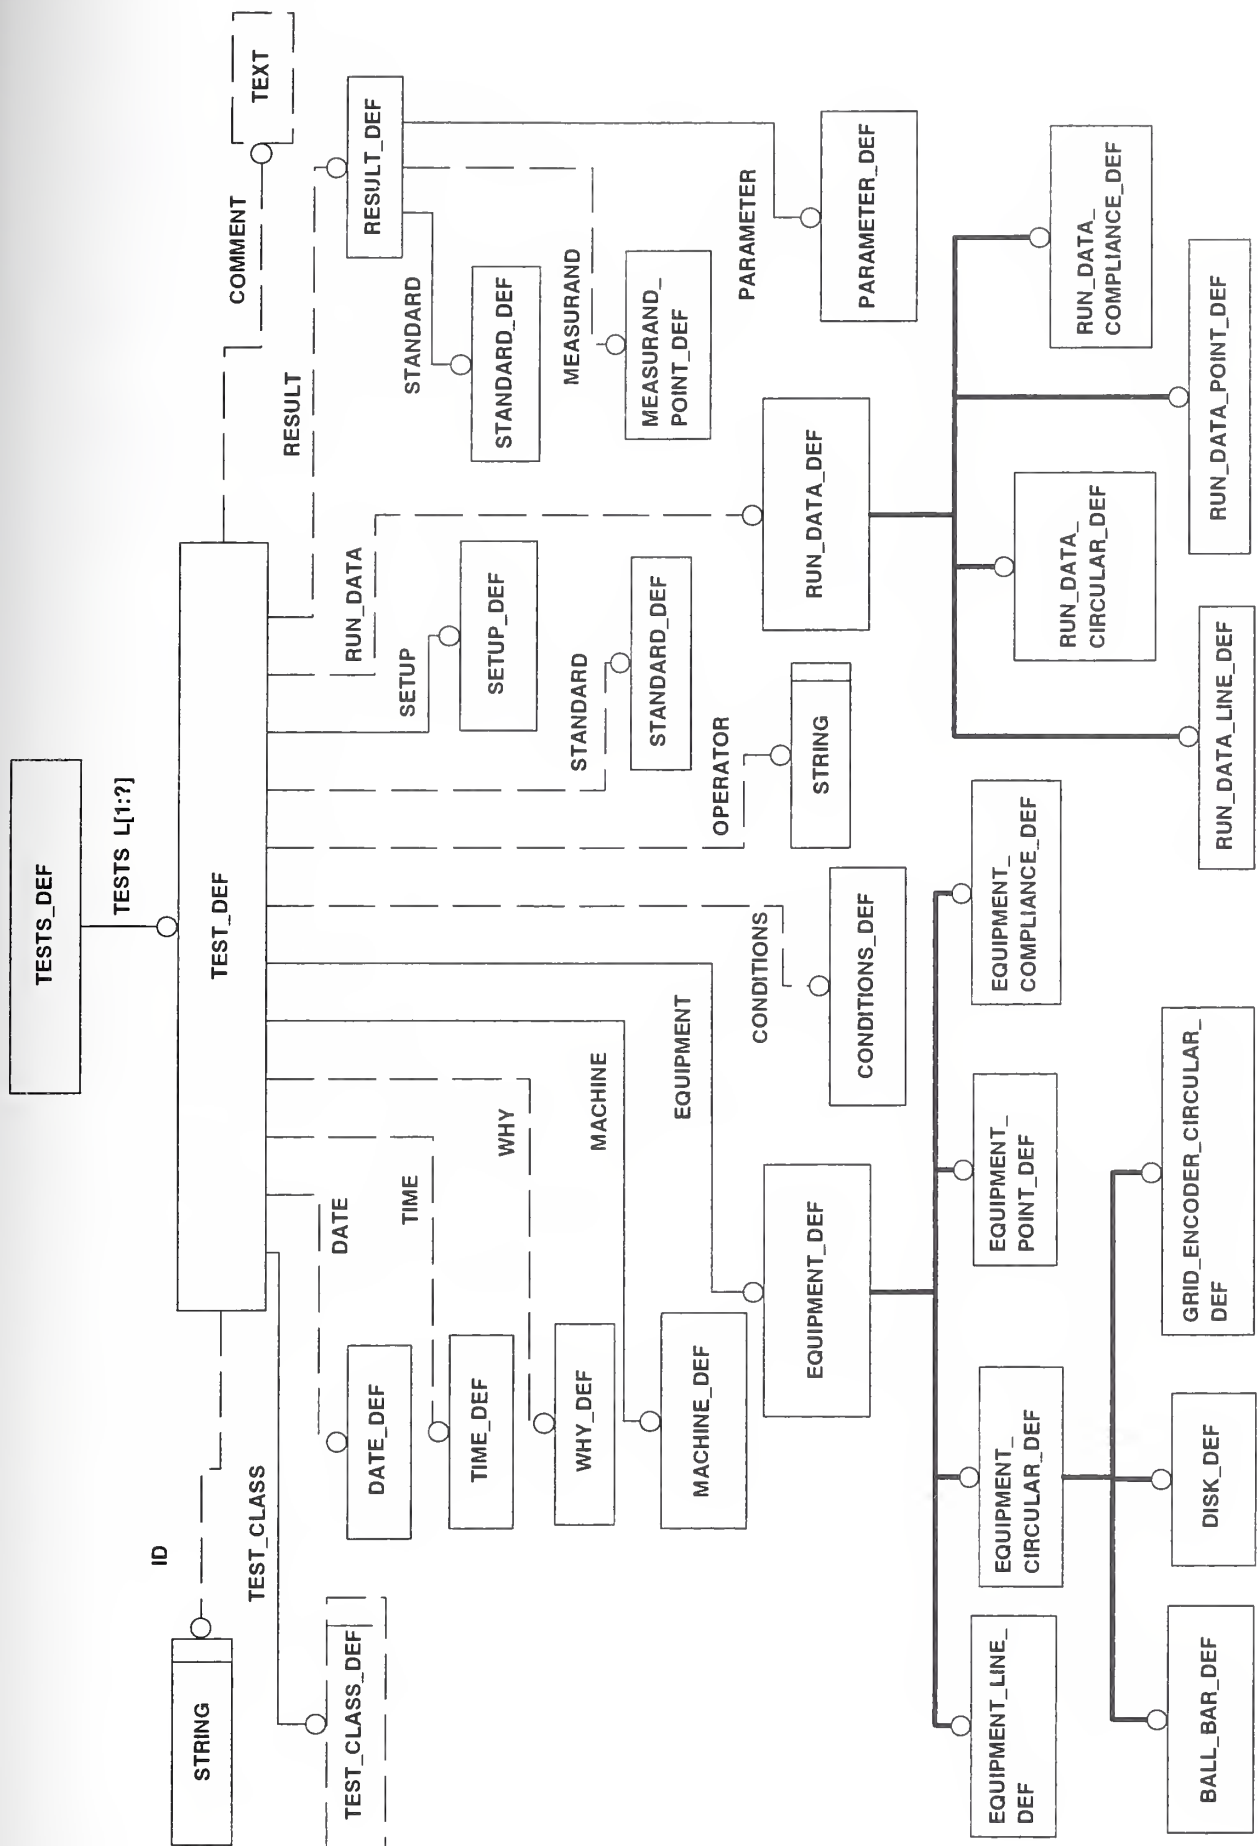 TESTS_DEF
TESTS L[1:?]
TEST_DEF
ID
STRING
TEST_CLASS
TEST_CLASS_DEF
DATE
DATE_DEF
TIME
TIME_DEF
WHY
WHY_DEF
MACHINE
MACHINE_DEF
EQUIPMENT
EQUIPMENT_DEF
CONDITIONS
CONDITIONS_DEF
OPERATOR
STRING
STANDARD
STANDARD_DEF
SETUP
SETUP_DEF
RUN_DATA
RUN_DATA_DEF
RESULT
RESULT_DEF
COMMENT
TEXT
STANDARD
STANDARD_DEF
MEASURAND
MEASURAND_
POINT_DEF
PARAMETER
PARAMETER_DEF
EQUIPMENT_LINE_
DEF
EQUIPMENT_
CIRCULAR_DEF
EQUIPMENT_
POINT_DEF
EQUIPMENT_
COMPLIANCE_DEF
BALL_BAR_DEF
DISK_DEF
GRID_ENCODER_CIRCULAR_
DEF
RUN_DATA_LINE_DEF
RUN_DATA_
CIRCULAR_DEF
RUN_DATA_POINT_DEF
RUN_DATA_
COMPLIANCE_DEF